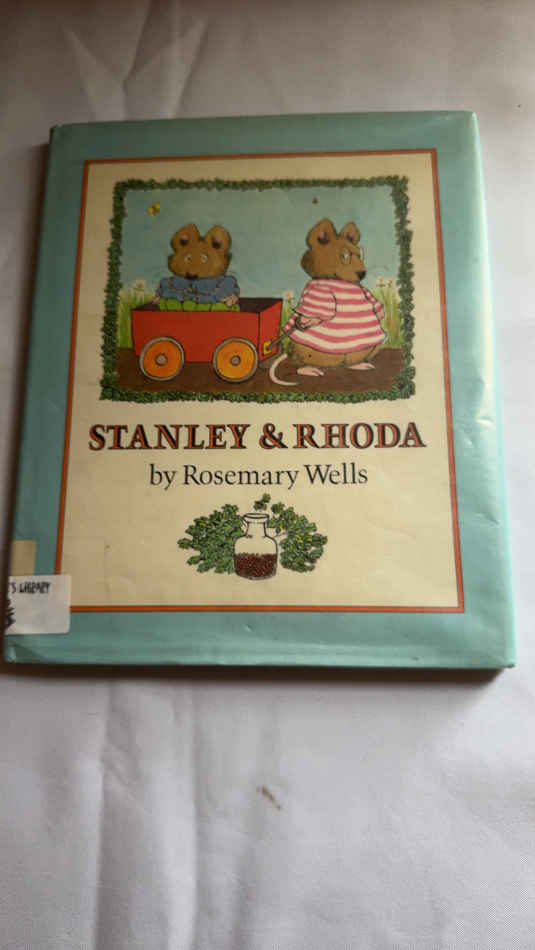 STANLEY & RHODA
by Rosemary Wells
'S LIBRARY